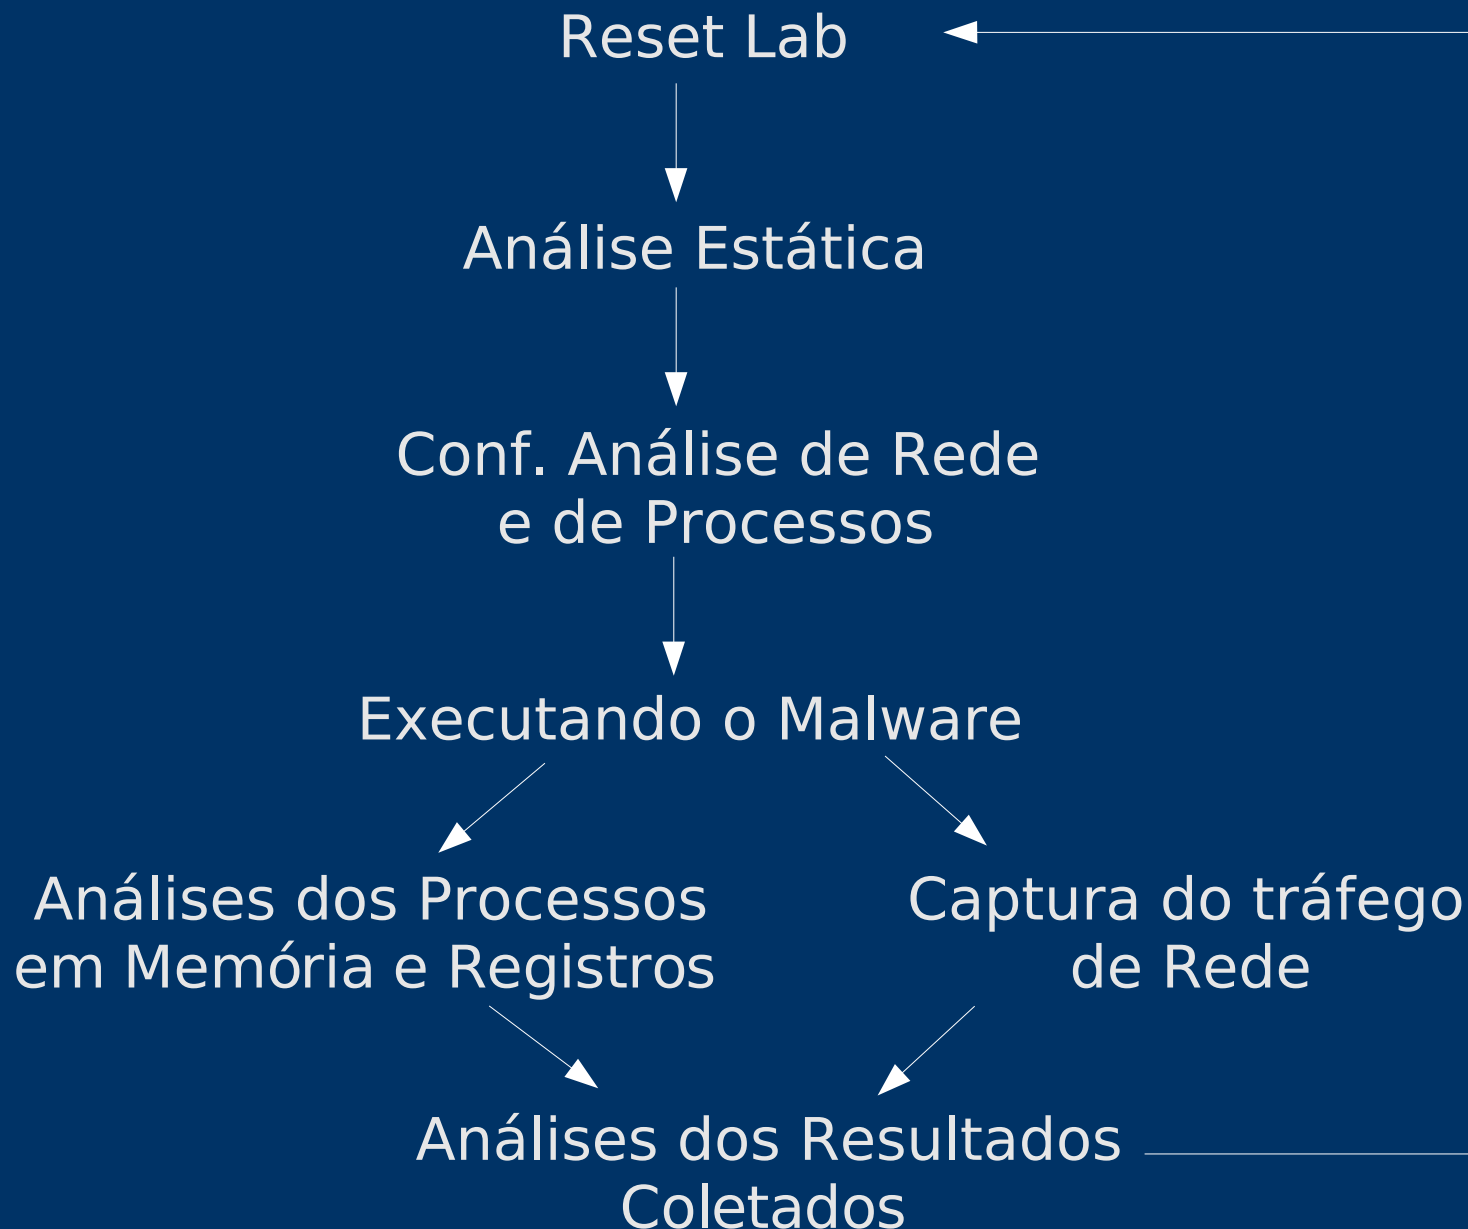 Reset Lab
Análise Estática
Conf. Análise de Rede
e de Processos
Executando o Malware
Análises dos Processos
em Memória e Registros
Captura do tráfego
de Rede
Análises dos Resultados
Coletados